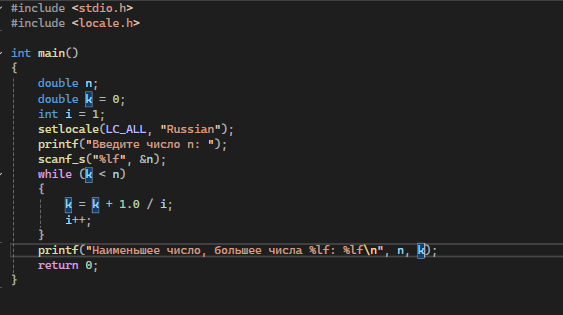 #include <stdio.h>
#include <locale.h>
int main()
{
double n;
double k = 0;
int i = 1;
setlocale(LC_ALL, "Russian");
printf("Введите число n: ");
scanf_s("%lf", &n);
while (k < n)
{
k = k + 1.0 / i;
i++;
}
printf("Наименьшее число, большее числа %lf: %lf\n", n, k);
return 0;
}